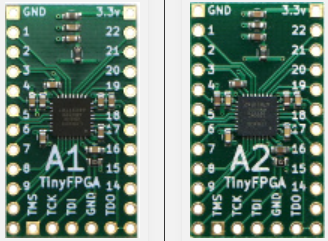 GND 3.3v
1 22
2 21
3 20
4 19
5 18
6 17
7 16
8 15
9 14
A1
TinyFPGA
TMS TCK TDI GND TDO
GND 3.3v
1 22
2 21
3 20
4 19
5 18
6 17
7 16
8 15
9 14
A2
TinyFPGA
TMS TCK TDI GND TDO